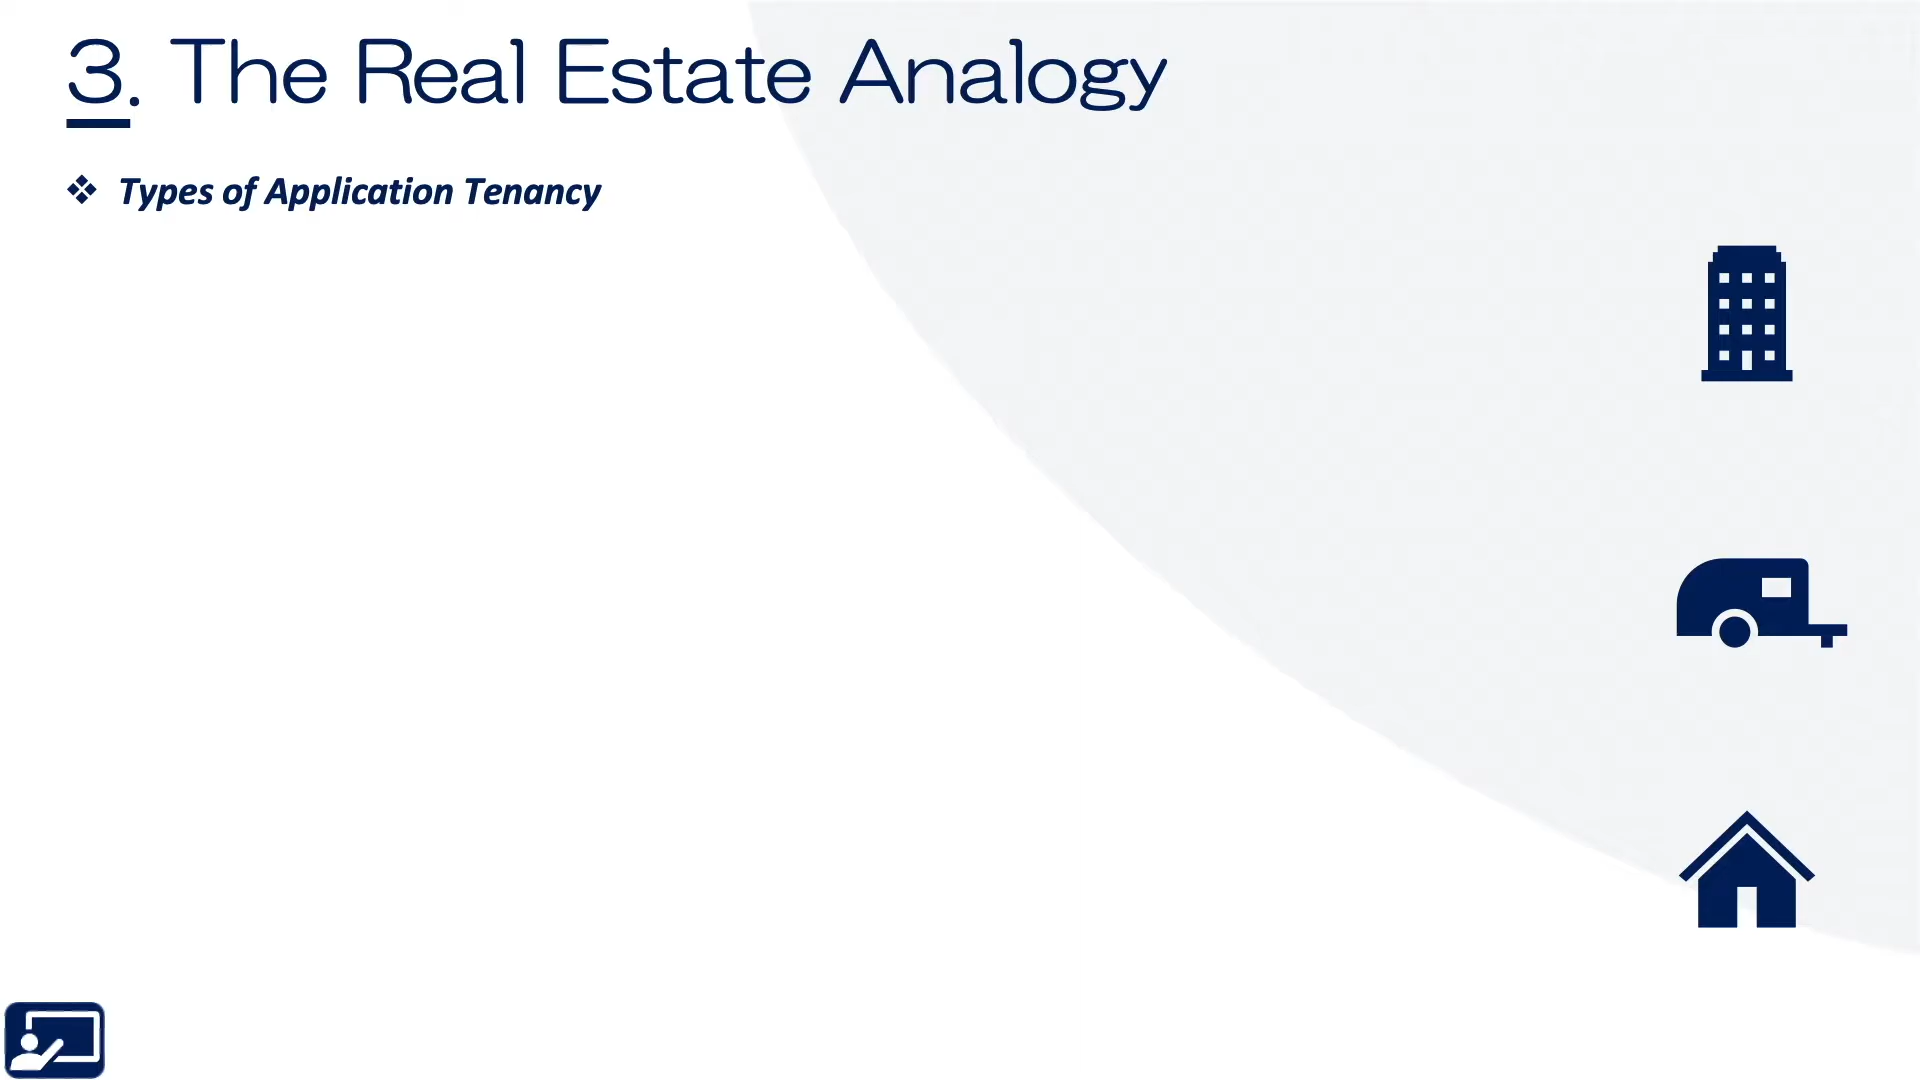 3. The Real Estate Analogy
Types of Application Tenancy